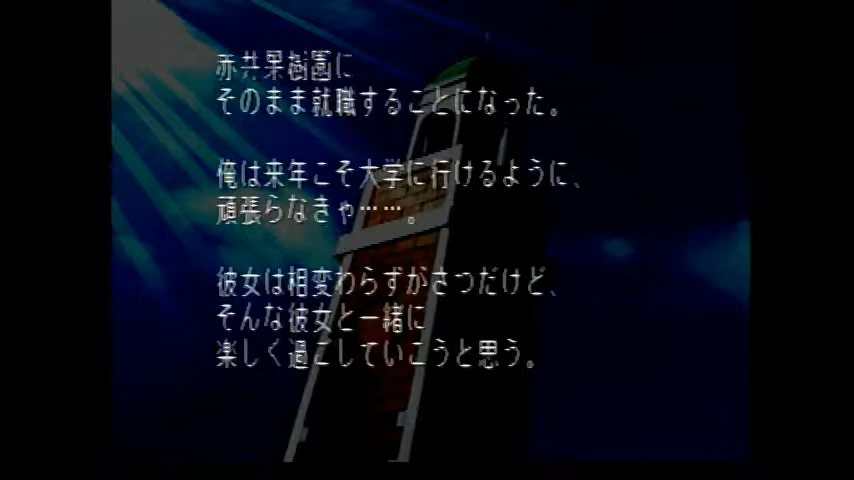 赤井果樹園に
そのまま就職することになった。
俺は来年こそ大学に行けるように、
頑張らなきゃ……。
彼女は相変わらずがさつだけど、
そんな彼女と一緒に
楽しく過ごしていこうと思う。